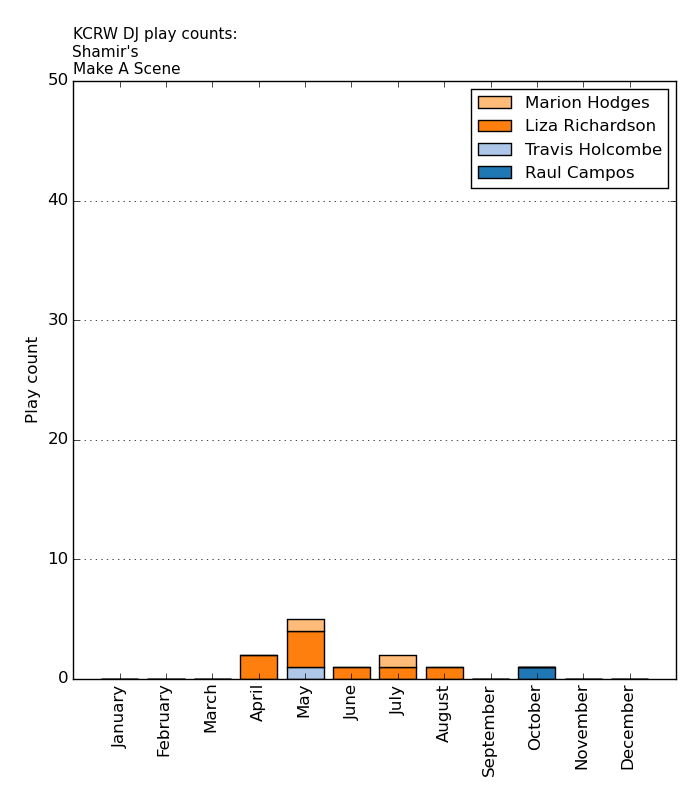 KCRW DJ play counts:
Shamir's
Make A Scene
50
40
30
20
10
0
Play count
Marion Hodges
Liza Richardson
Travis Holcombe
Raul Campos
January
February
March
April
May
June
July
August
September
October
November
December